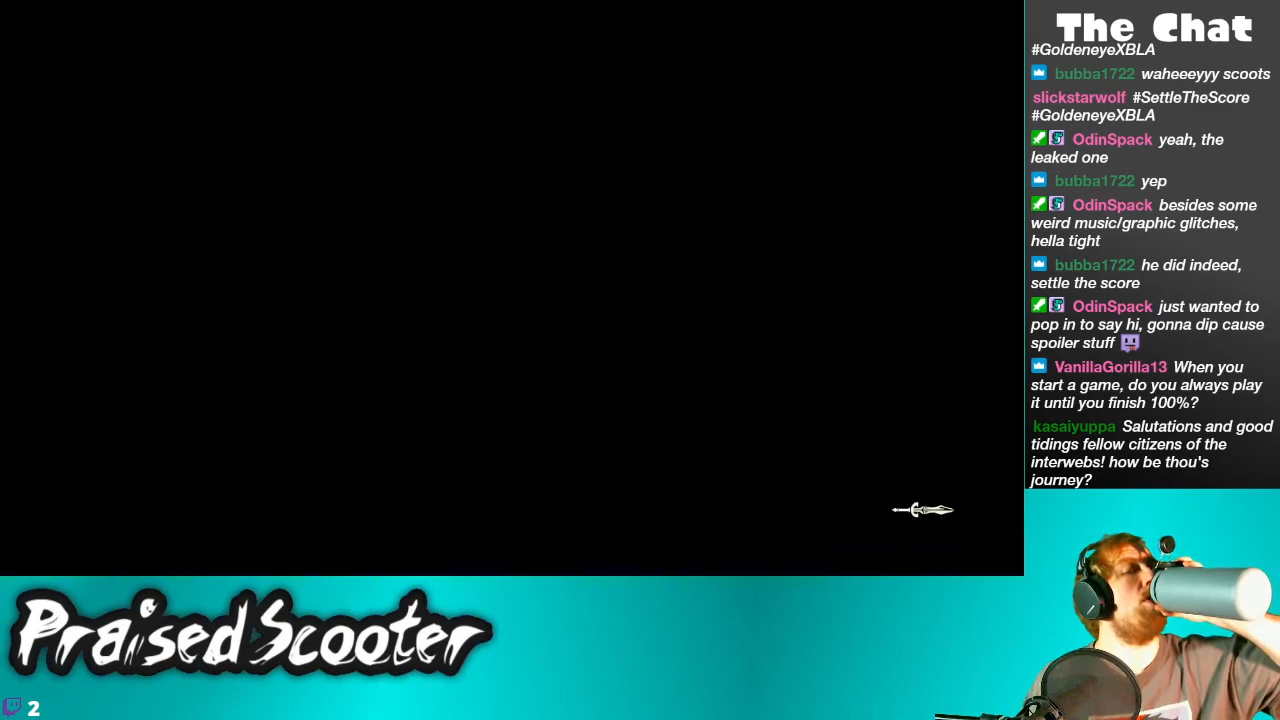 The Chat
#GoldeneyeXBLA
bubba1722 waheeeyyy scoots
slickstarwolf #SettleTheScore
#GoldeneyeXBLA
OdinSpack yeah, the
leaked one
bubba1722 yep
OdinSpack besides some
weird music/graphic glitches,
hella tight
bubba1722 he did indeed,
settle the score
OdinSpack just wanted to
pop in to say hi, gonna dip cause
spoiler stuff
VanillaGorilla13 When you
start a game, do you always play
it until you finish 100%?
kasaiyuppa Salutations and good
tidings fellow citizens of the
interwebs! how be thou's
journey?
PraisedScooter
2